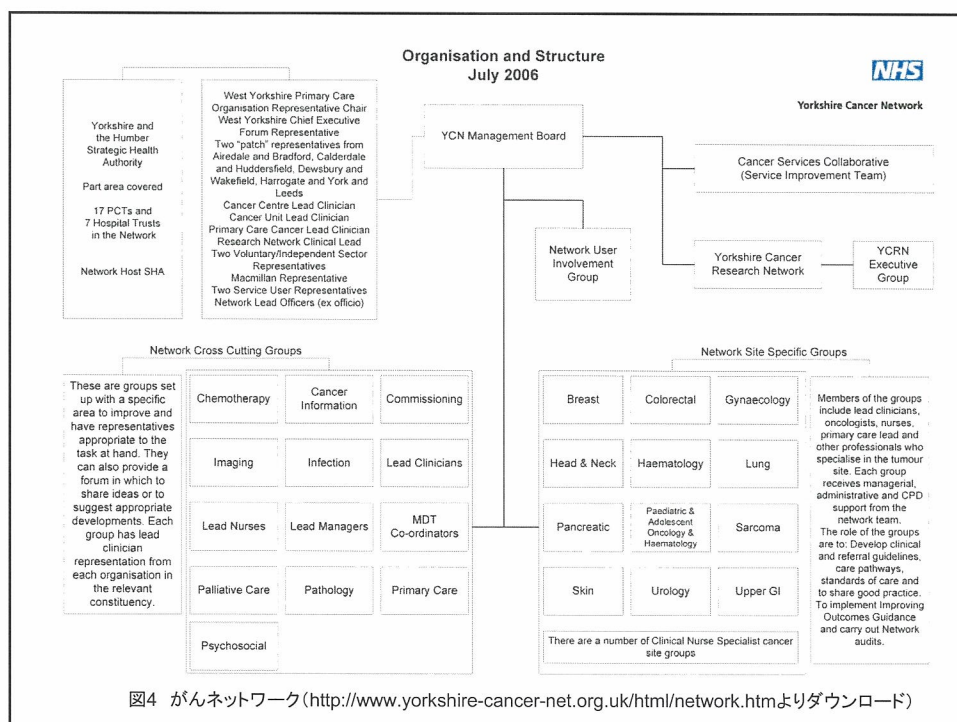 Organisation and Structure
July 2006
NHS
Yorkshire Cancer Network
Yorkshire and
the Humber
Strategic Health
Authority
Part area covered
17 PCTs and
7 Hospital Trusts
in the Network
Network Host SHA
West Yorkshire Primary Care
Organisation Representative Chair
West Yorkshire Chief Executive
Forum Representative
Two "patch" representatives from
Airedale and Bradford, Calderdale
and Huddersfield, Dewsbury and
Wakefield, Harrogate and York and
Leeds
Cancer Centre Lead Clinician
Cancer Unit Lead Clinician
Primary Care Cancer Lead Clinician
Research Network Clinical Lead
Two Voluntary/Independent Sector
Representatives
Macmillan Representative
Two Service User Representatives
Network Lead Officers (ex officio)
YCN Management Board
Cancer Services Collaborative
(Service Improvement Team)
Network User
Involvement
Group
Yorkshire Cancer
Research Network
YCRN
Executive
Group
Network Cross Cutting Groups
These are groups set
up with a specific
area to improve and
have representatives
appropriate to the
task at hand. They
can also provide a
forum in which to
share ideas or to
suggest appropriate
developments. Each
group has lead
clinician
representation from
each organisation in
the relevant
constituency.
Chemotherapy
Cancer
Information
Commissioning
Imaging
Infection
Lead Clinicians
Lead Nurses
Lead Managers
MDT
Co-ordinators
Palliative Care
Pathology
Primary Care
Psychosocial
Network Site Specific Groups
Breast
Colorectal
Gynaecology
Head & Neck
Haematology
Lung
Pancreatic
Paediatric &
Adolescent
Oncology &
Haematology
Sarcoma
Skin
Urology
Upper GI
There are a number of Clinical Nurse Specialist cancer
site groups
Members of the groups
include lead clinicians,
oncologists, nurses,
primary care lead and
other professionals who
specialise in the tumour
site. Each group
receives managerial,
administrative and CPD
support from the
network team.
The role of the groups
are to: Develop clinical
and referral guidelines,
care pathways,
standards of care and
to share good practice.
To implement Improving
Outcomes Guidance
and carry out Network
audits.
図4 がんネットワーク(http://www.yorkshire-cancer-net.org.uk/html/network.htmよりダウンロード)